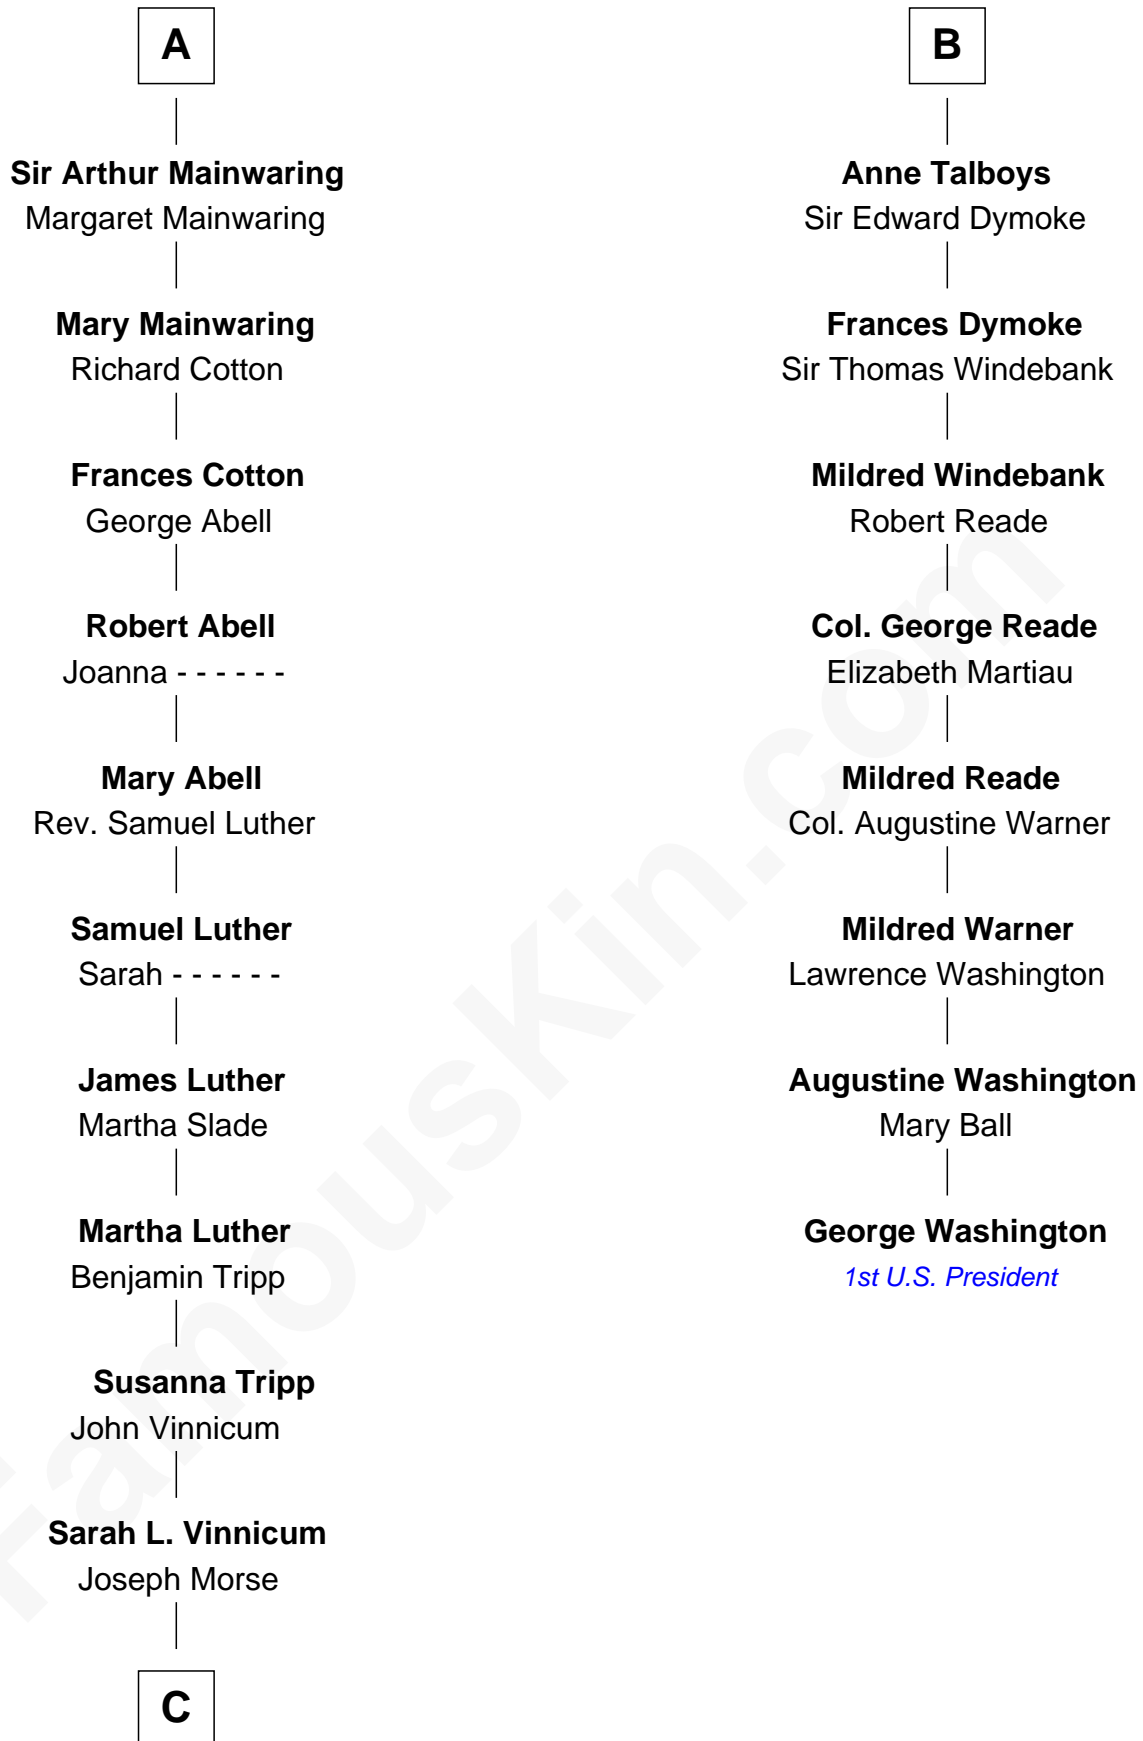 A
Sir Arthur Mainwaring
Margaret Mainwaring
Mary Mainwaring
Richard Cotton
Frances Cotton
George Abell
Robert Abell
Joanna - - - - - -
Mary Abell
Rev. Samuel Luther
Samuel Luther
Sarah - - - - - -
James Luther
Martha Slade
Martha Luther
Benjamin Tripp
Susanna Tripp
John Vinnicum
Sarah L. Vinnicum
Joseph Morse
C
B
Anne Talboys
Sir Edward Dymoke
Frances Dymoke
Sir Thomas Windebank
Mildred Windebank
Robert Reade
Col. George Reade
Elizabeth Martiau
Mildred Reade
Col. Augustine Warner
Mildred Warner
Lawrence Washington
Augustine Washington
Mary Ball
George Washington
1st U.S. President
FamousKin.com